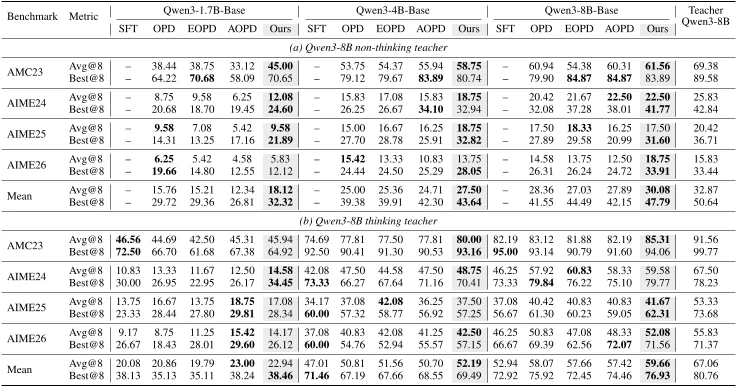 Benchmark Metric Qwen3-1.7B-Base Qwen3-4B-Base Qwen3-8B-Base Teacher Qwen3-8B
SFT OPD EOPD AOPD Ours SFT OPD EOPD AOPD Ours SFT OPD EOPD AOPD Ours
(a) Qwen3-8B non-thinking teacher
AMC23 Avg@8 – 38.44 38.75 33.12 45.00 – 53.75 54.37 55.94 58.75 – 60.94 54.38 60.31 61.56 69.38
Best@8 – 64.22 70.68 58.09 70.65 – 79.12 79.67 83.89 80.74 – 79.90 84.87 84.87 83.89 89.58
AIME24 Avg@8 – 8.75 9.58 6.25 12.08 – 15.83 17.08 15.83 18.75 – 20.42 21.67 22.50 22.50 25.83
Best@8 – 20.68 18.70 19.45 24.60 – 26.25 26.67 34.10 32.94 – 32.08 37.28 38.01 41.77 42.84
AIME25 Avg@8 – 9.58 7.08 5.42 9.58 – 15.00 16.67 16.25 18.75 – 17.50 18.33 16.25 17.50 20.42
Best@8 – 14.31 13.25 17.16 21.89 – 27.70 28.78 25.91 32.82 – 27.89 29.58 20.99 31.60 36.71
AIME26 Avg@8 – 6.25 5.42 4.58 5.83 – 15.42 13.33 10.83 13.75 – 14.58 13.75 12.50 18.75 15.83
Best@8 – 19.66 14.80 12.55 12.12 – 24.44 24.50 25.29 28.05 – 26.31 26.24 24.72 33.91 33.44
Mean Avg@8 – 15.76 15.21 12.34 18.12 – 25.00 25.36 24.71 27.50 – 28.36 27.03 27.89 30.08 32.87
Best@8 – 29.72 29.36 26.81 32.32 – 39.38 39.91 42.30 43.64 – 41.55 44.49 42.15 47.79 50.64
(b) Qwen3-8B thinking teacher
AMC23 Avg@8 46.56 44.69 42.50 45.31 45.94 74.69 77.81 77.50 77.81 80.00 82.19 83.12 81.88 82.19 85.31 91.56
Best@8 72.50 66.70 61.68 67.38 64.92 92.50 90.41 91.30 90.53 93.16 95.00 93.14 90.79 91.60 94.06 99.77
AIME24 Avg@8 10.83 13.33 11.67 12.50 14.58 42.08 47.50 44.58 47.50 48.75 46.25 57.92 60.83 58.33 59.58 67.50
Best@8 30.00 26.95 22.95 26.17 34.45 73.33 66.27 67.64 71.16 70.41 73.33 79.84 76.22 75.10 79.77 78.23
AIME25 Avg@8 13.75 16.67 13.75 18.75 17.08 34.17 37.08 42.08 36.25 37.50 37.08 40.42 40.83 40.83 41.67 53.33
Best@8 23.33 28.44 27.80 29.81 28.34 60.00 57.32 58.77 56.92 57.25 56.67 61.30 60.23 59.05 62.31 73.68
AIME26 Avg@8 9.17 8.75 11.25 15.42 14.17 37.08 40.83 42.08 41.25 42.50 46.25 50.83 47.08 48.33 52.08 55.83
Best@8 26.67 18.43 28.01 29.60 26.12 60.00 54.76 52.94 55.57 57.15 66.67 69.39 62.56 72.07 71.56 71.37
Mean Avg@8 20.08 20.86 19.79 23.00 22.94 47.01 50.81 51.56 50.70 52.19 52.94 58.07 57.66 57.42 59.66 67.06
Best@8 38.13 35.13 35.11 38.24 38.46 71.46 67.19 67.66 68.55 69.49 72.92 75.92 72.45 74.46 76.93 80.76